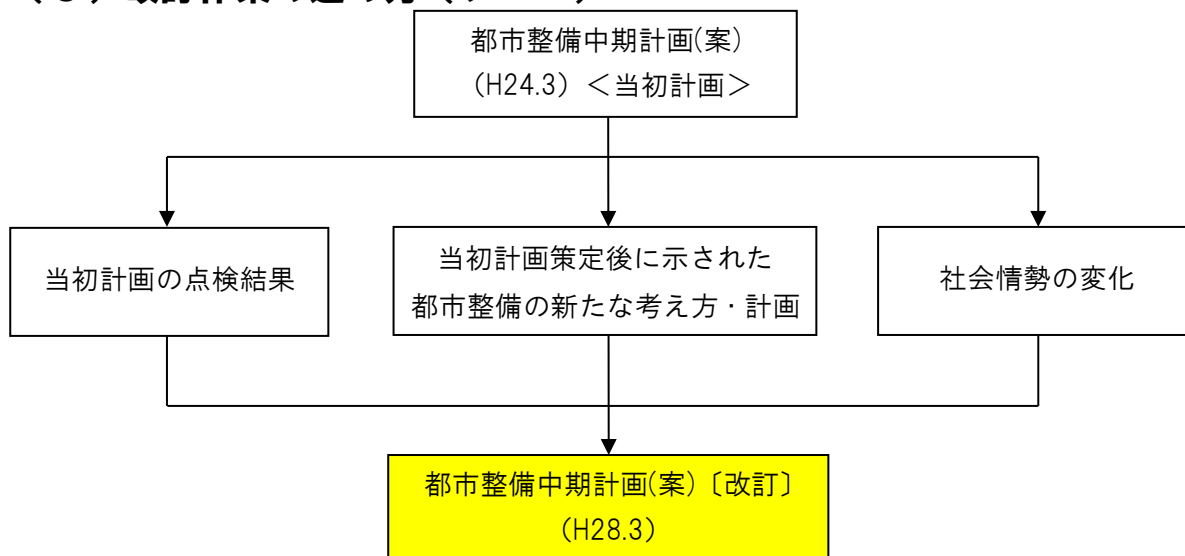 都市整備中期計画(案)
(H24.3)＜当初計画＞
当初計画の点検結果
当初計画策定後に示された
都市整備の新たな考え方・計画
社会情勢の変化
都市整備中期計画(案)〔改訂〕
(H28.3)